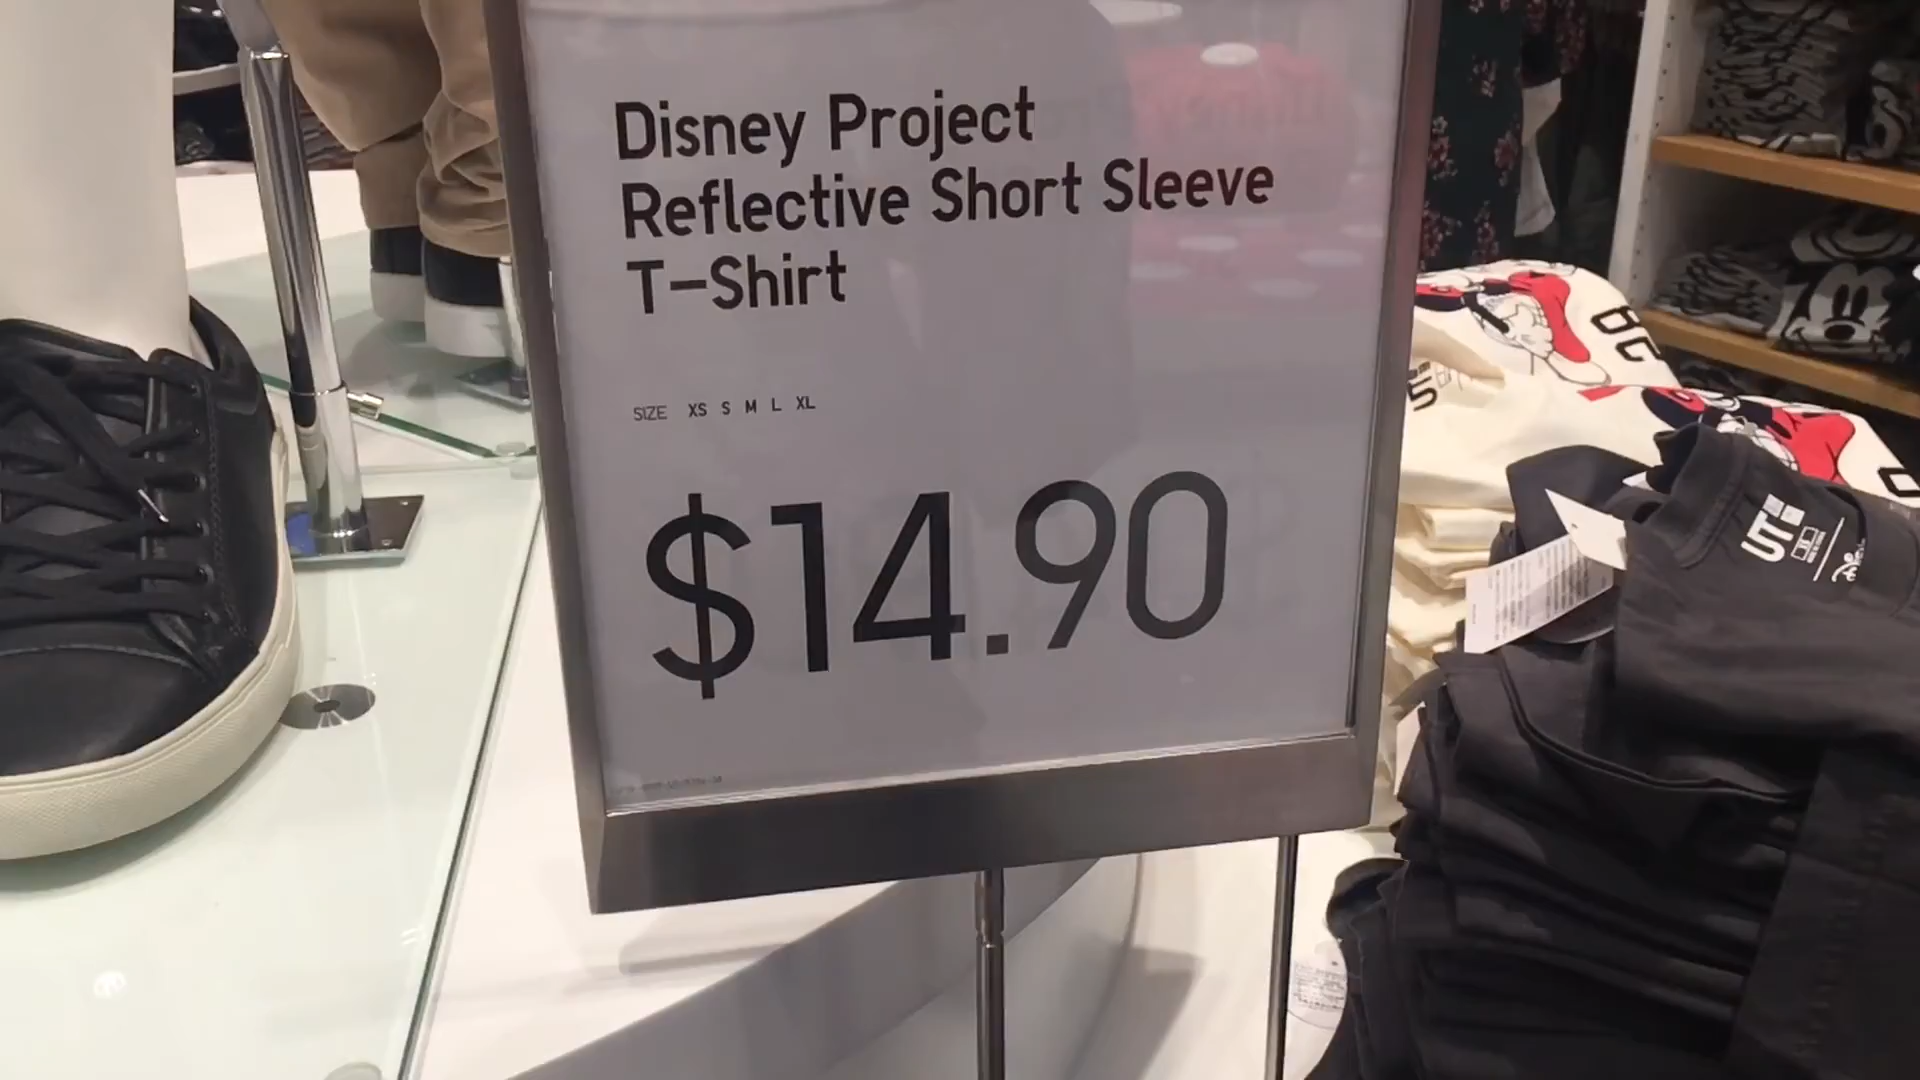 Disney Project
Reflective Short Sleeve
T-Shirt
SIZE XS S M L XL
$14.90
UT